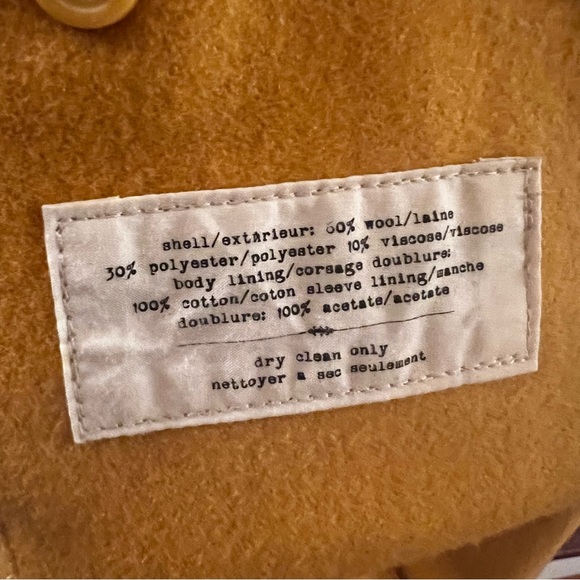 shell/extérieur: 60% wool/laine
30% polyester/polyester 10% viscose/viscose
body lining/corsage doublure:
100% cotton/coton sleeve lining/manche
doublure: 100% acetate/acetate
dry clean only
nettoyer a sec seulement